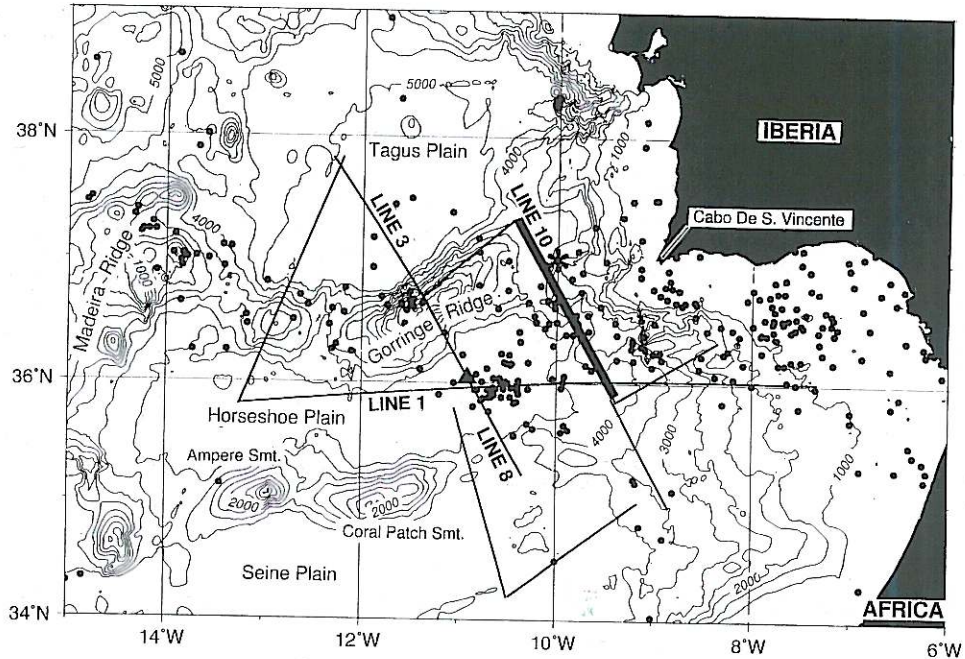 5000
5000
38°N
IBERIA
Tagus Plain
4000
1000
LINE 3
LINE 10
Cabo De S. Vincente
4000
Madeira - Ridge
1000
Gorringe Ridge
36°N
LINE 1
Horseshoe Plain
LINE 8
4000
3000
1000
Ampere Smt.
2000
2000
Coral Patch Smt.
Seine Plain
2000
34°N
AFRICA
14°W
12°W
10°W
8°W
6°W